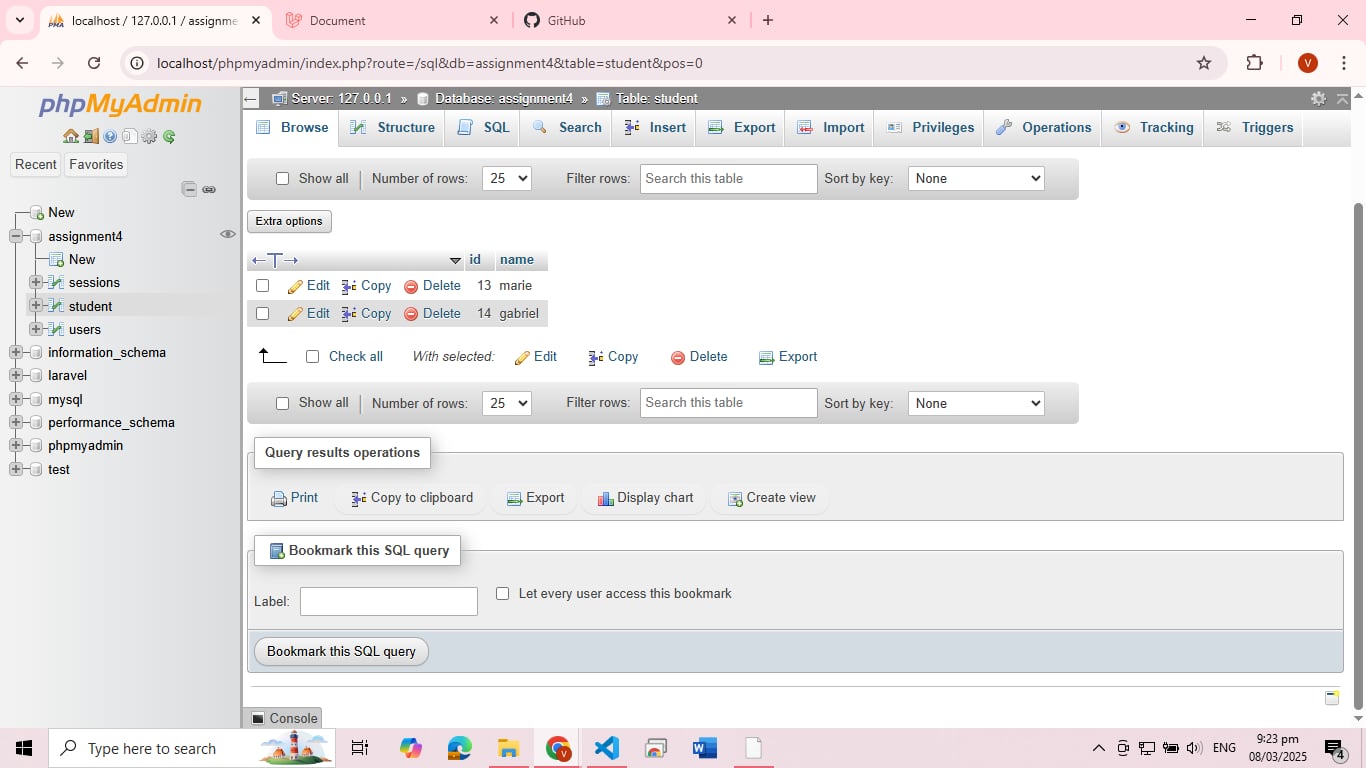 localhost / 127.0.0.1 / assignme
Document
GitHub
localhost/phpmyadmin/index.php?route=/sql&db=assignment4&table=student&pos=0
V
phpMyAdmin
Recent Favorites
New
assignment4
New
sessions
student
users
information_schema
laravel
mysql
performance_schema
phpmyadmin
test
Server: 127.0.0.1 » Database: assignment4 » Table: student
Browse Structure SQL Search Insert Export Import Privileges Operations Tracking Triggers
Show all Number of rows: 25 Filter rows: Search this table Sort by key: None
Extra options
id name
Edit Copy Delete 13 marie
Edit Copy Delete 14 gabriel
Check all With selected: Edit Copy Delete Export
Show all Number of rows: 25 Filter rows: Search this table Sort by key: None
Query results operations
Print Copy to clipboard Export Display chart Create view
Bookmark this SQL query
Label: Let every user access this bookmark
Bookmark this SQL query
Console
Type here to search
ENG
9:23 pm
08/03/2025
4